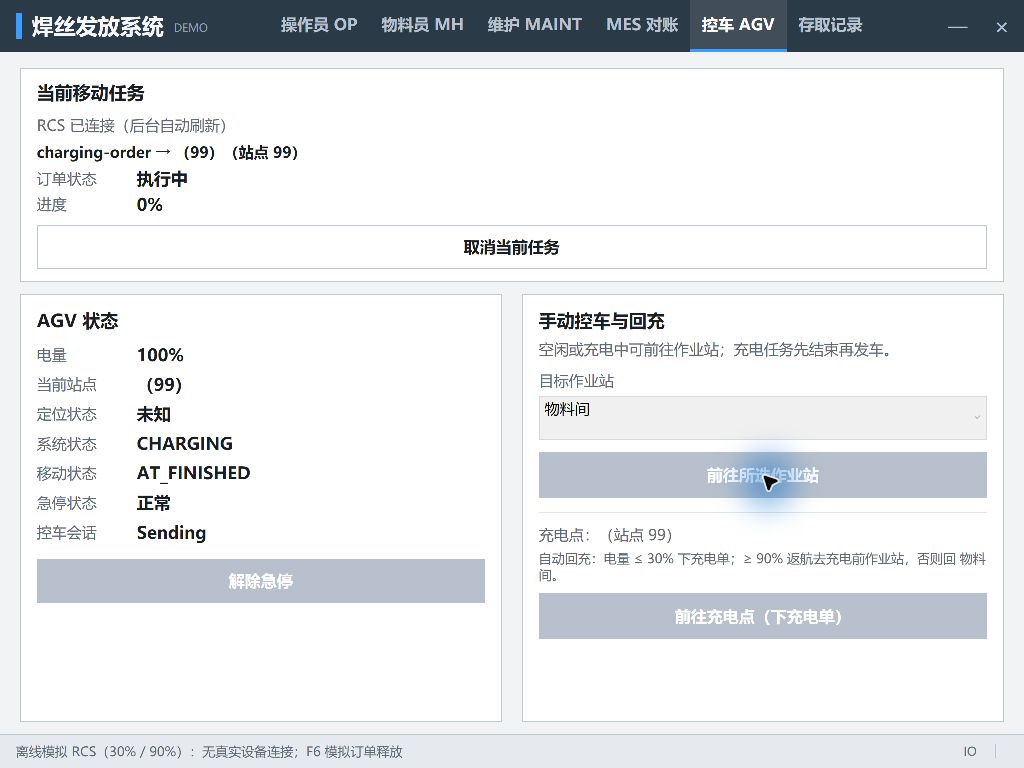 焊丝发放系统 DEMO 操作员 OP 物料员 MH 维护 MAINT MES 对账 控车 AGV 存取记录
当前移动任务
RCS 已连接（后台自动刷新）
charging-order → （99）（站点 99）
订单状态 执行中
进度 0%
取消当前任务
AGV 状态
电量 100%
当前站点 （99）
定位状态 未知
系统状态 CHARGING
移动状态 AT_FINISHED
急停状态 正常
控车会话 Sending
解除急停
手动控车与回充
空闲或充电中可前往作业站；充电任务先结束再发车。
目标作业站
物料间
前往所选作业站
充电点：（站点 99）
自动回充：电量 ≤ 30% 下充电单；≥ 90% 返航去充电前作业站，否则回 物料
间。
前往充电点（下充电单）
离线模拟 RCS（30% / 90%）：无真实设备连接；F6 模拟订单释放 IO